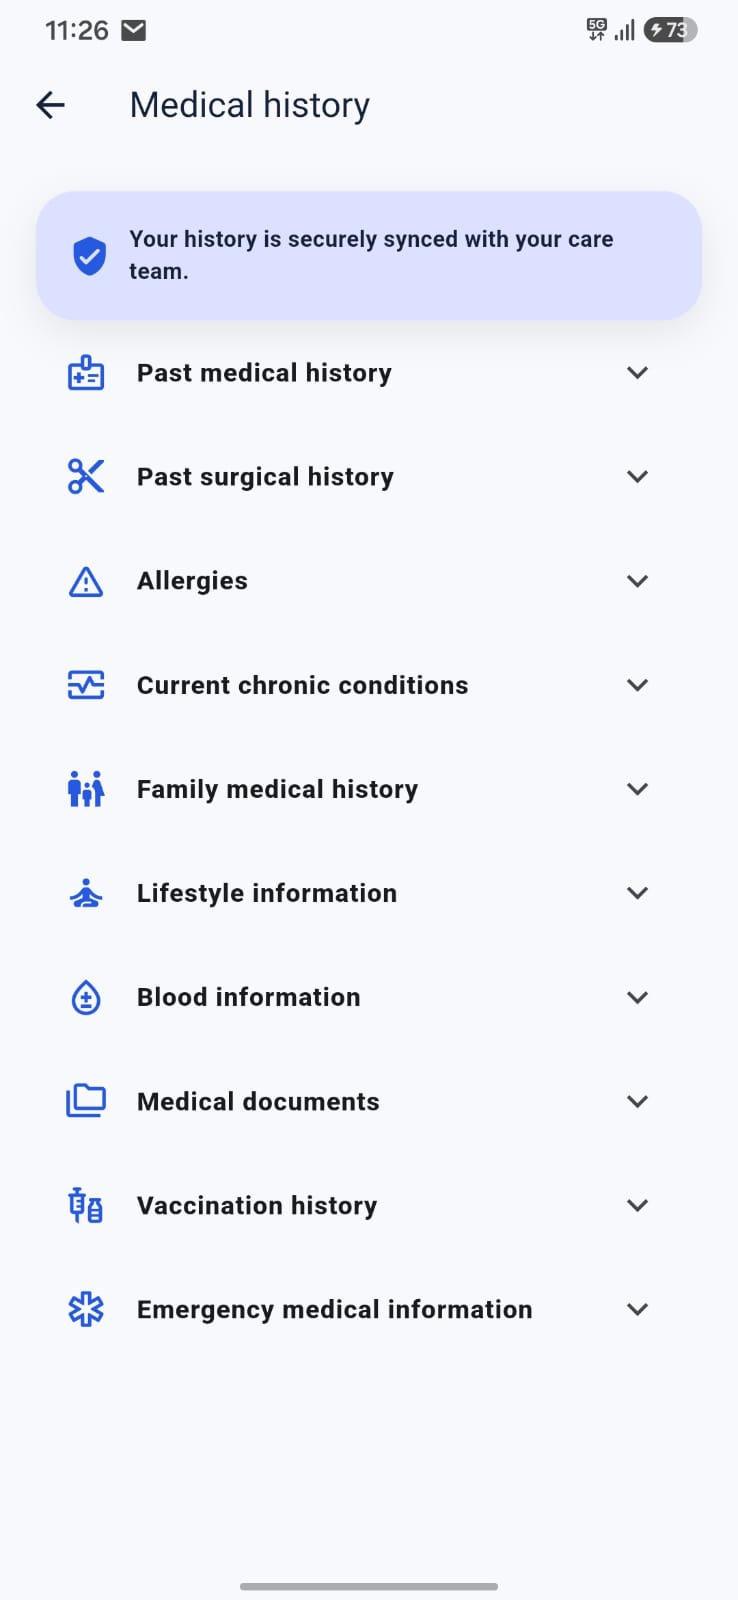 11:26
5G
73
Medical history
Your history is securely synced with your care
team.
Past medical history
Past surgical history
Allergies
Current chronic conditions
Family medical history
Lifestyle information
Blood information
Medical documents
Vaccination history
Emergency medical information